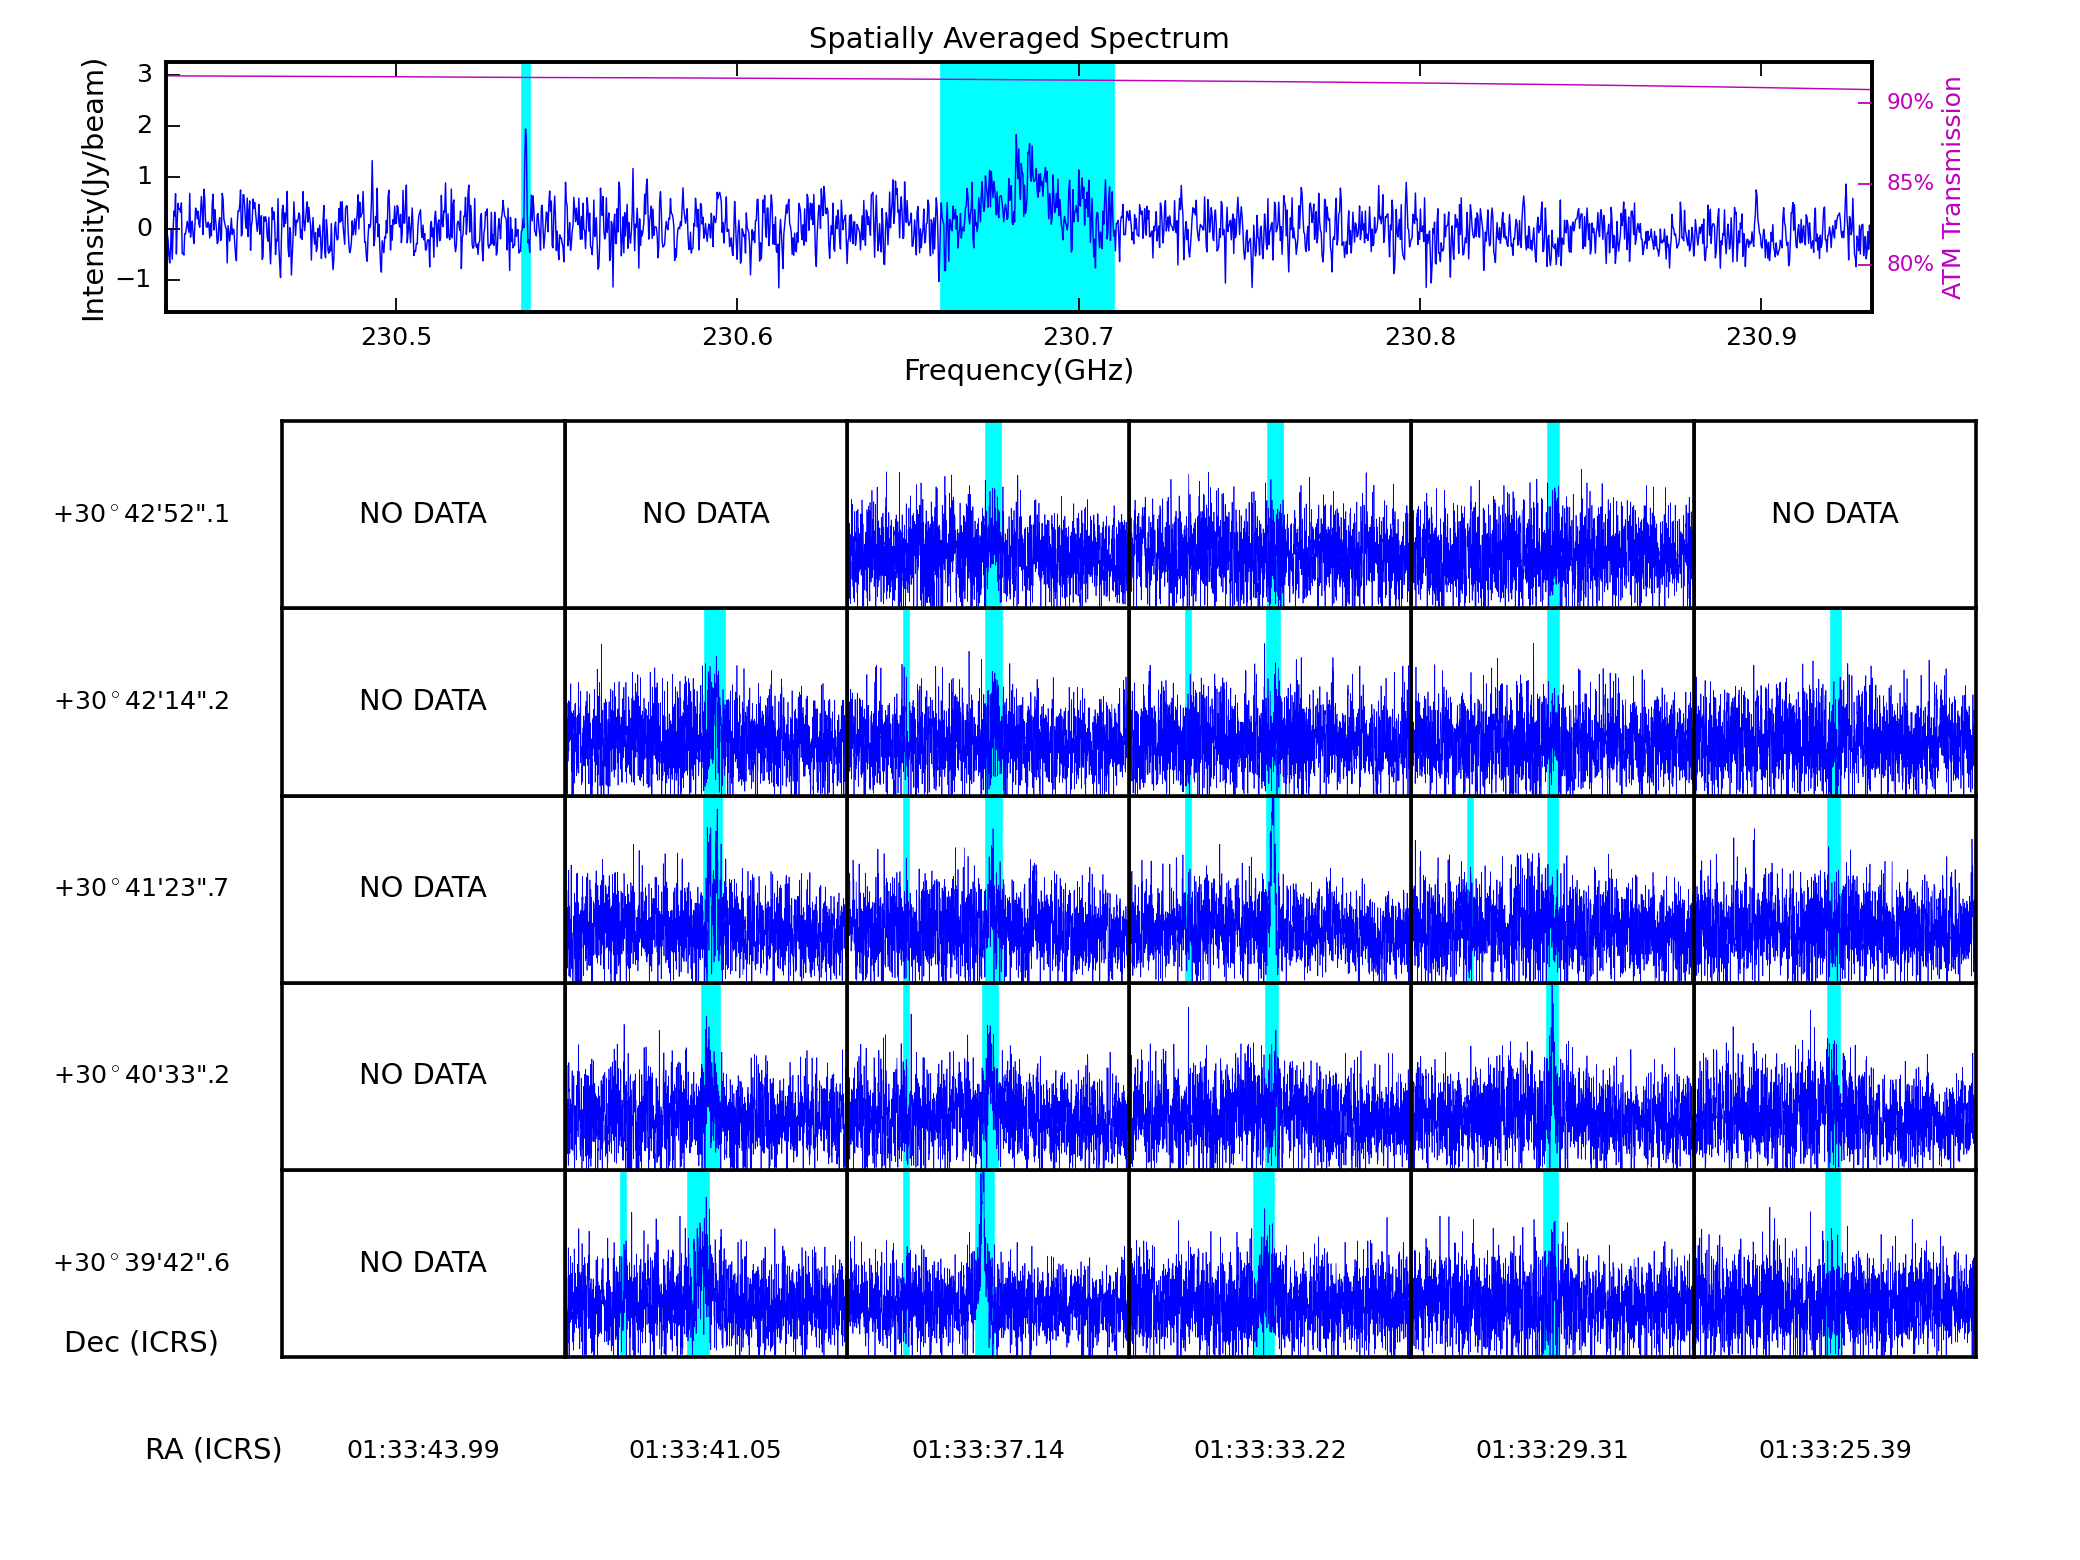 Spatially Averaged Spectrum
Intensity(Jy/beam)
3
2
1
0
−1
90%
85%
80%
ATM Transmission
230.5 230.6 230.7 230.8 230.9
Frequency(GHz)
+30°42'52".1 NO DATA NO DATA NO DATA
+30°42'14".2 NO DATA
+30°41'23".7 NO DATA
+30°40'33".2 NO DATA
+30°39'42".6 NO DATA
Dec (ICRS)
RA (ICRS) 01:33:43.99 01:33:41.05 01:33:37.14 01:33:33.22 01:33:29.31 01:33:25.39